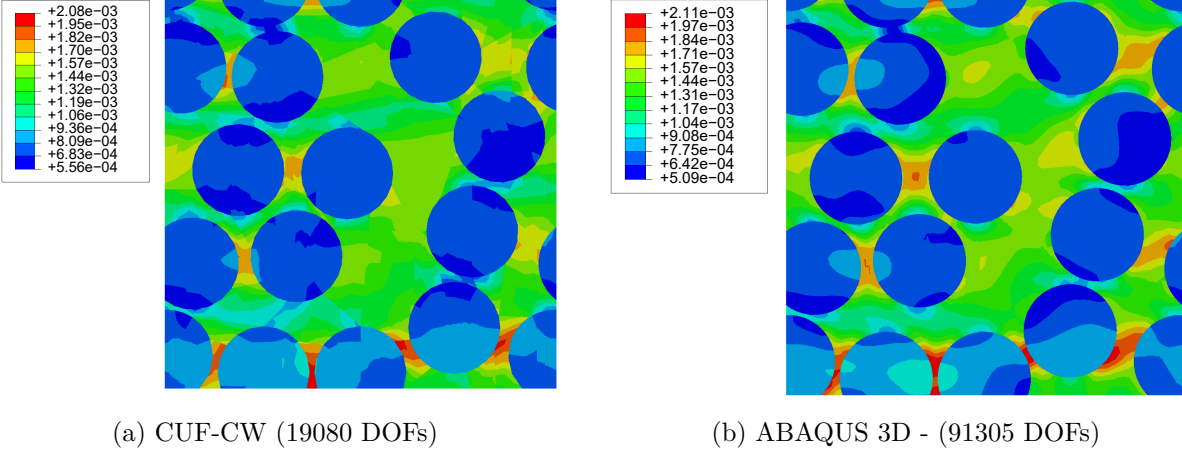 +2.08e−03
+1.95e−03
+1.82e−03
+1.70e−03
+1.57e−03
+1.44e−03
+1.32e−03
+1.19e−03
+1.06e−03
+9.36e−04
+8.09e−04
+6.83e−04
+5.56e−04
+2.11e−03
+1.97e−03
+1.84e−03
+1.71e−03
+1.57e−03
+1.44e−03
+1.31e−03
+1.17e−03
+1.04e−03
+9.08e−04
+7.75e−04
+6.42e−04
+5.09e−04
(a) CUF-CW (19080 DOFs)
(b) ABAQUS 3D - (91305 DOFs)